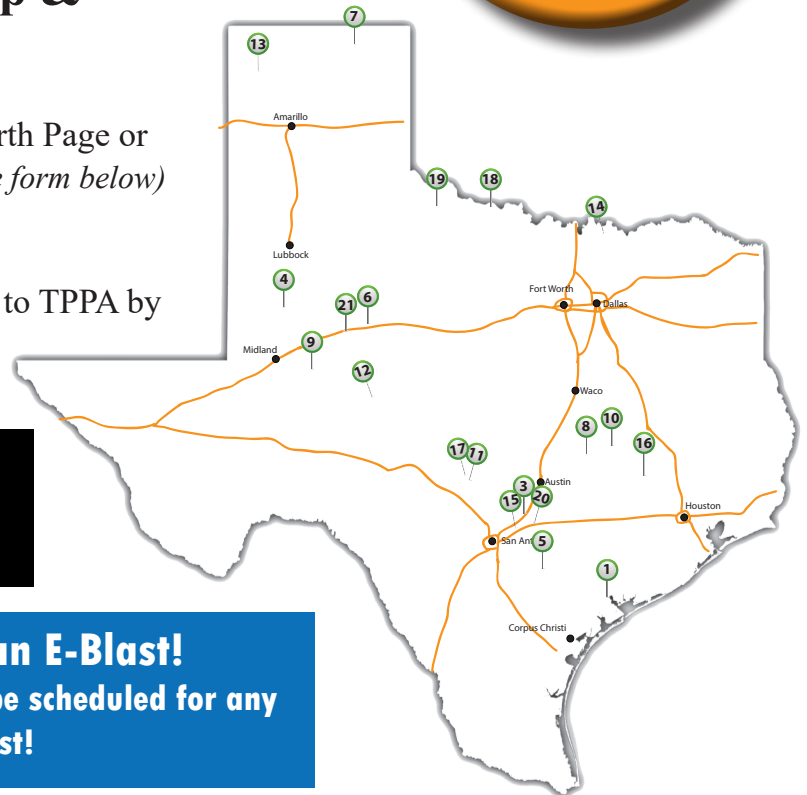 p &
rth Page or
e form below)
to TPPA by
7
13
Amarillo
19
18
14
Lubbock
4
21
6
Fort Worth
Dallas
9
Midland
12
Waco
8
10
16
17
11
3
Austin
15
20
Houston
San Ant
5
1
Corpus Christi
an E-Blast!
be scheduled for any
st!